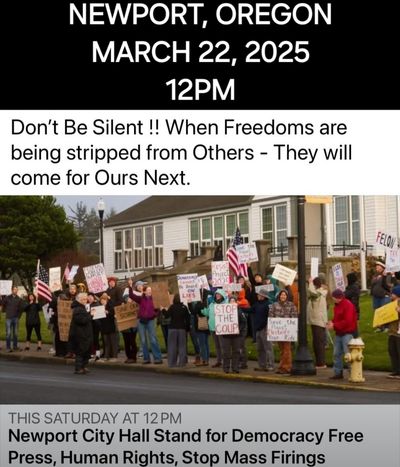 NEWPORT, OREGON
MARCH 22, 2025
12PM
Don't Be Silent !! When Freedoms are
being stripped from Others - They will
come for Ours Next.
FELON
STOP
THE
COUP
THIS SATURDAY AT 12 PM
Newport City Hall Stand for Democracy Free
Press, Human Rights, Stop Mass Firings